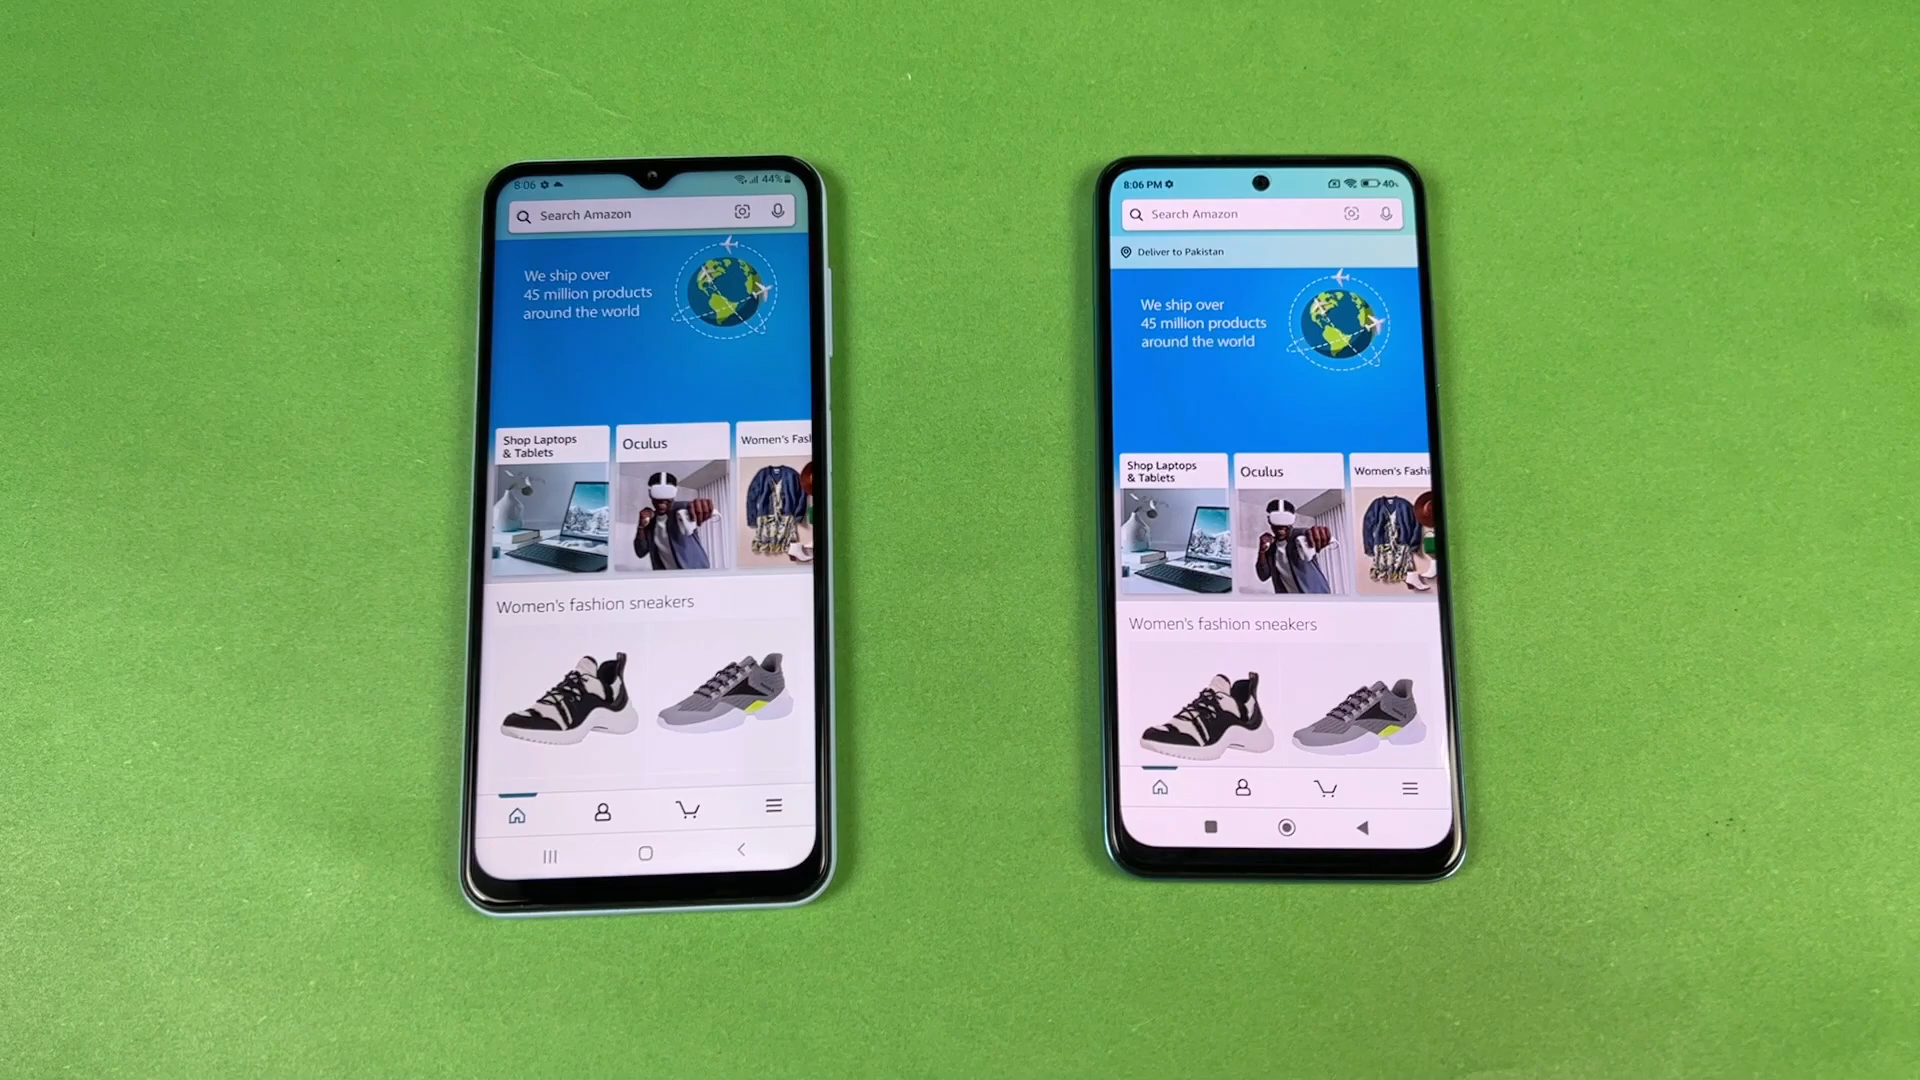 8:06
44%
Search Amazon
We ship over
45 million products
around the world
Shop Laptops
& Tablets
Oculus
Women's Fas
Women's fashion sneakers
8:06 PM
40%
Search Amazon
Deliver to Pakistan
We ship over
45 million products
around the world
Shop Laptops
& Tablets
Oculus
Women's Fashi
Women's fashion sneakers